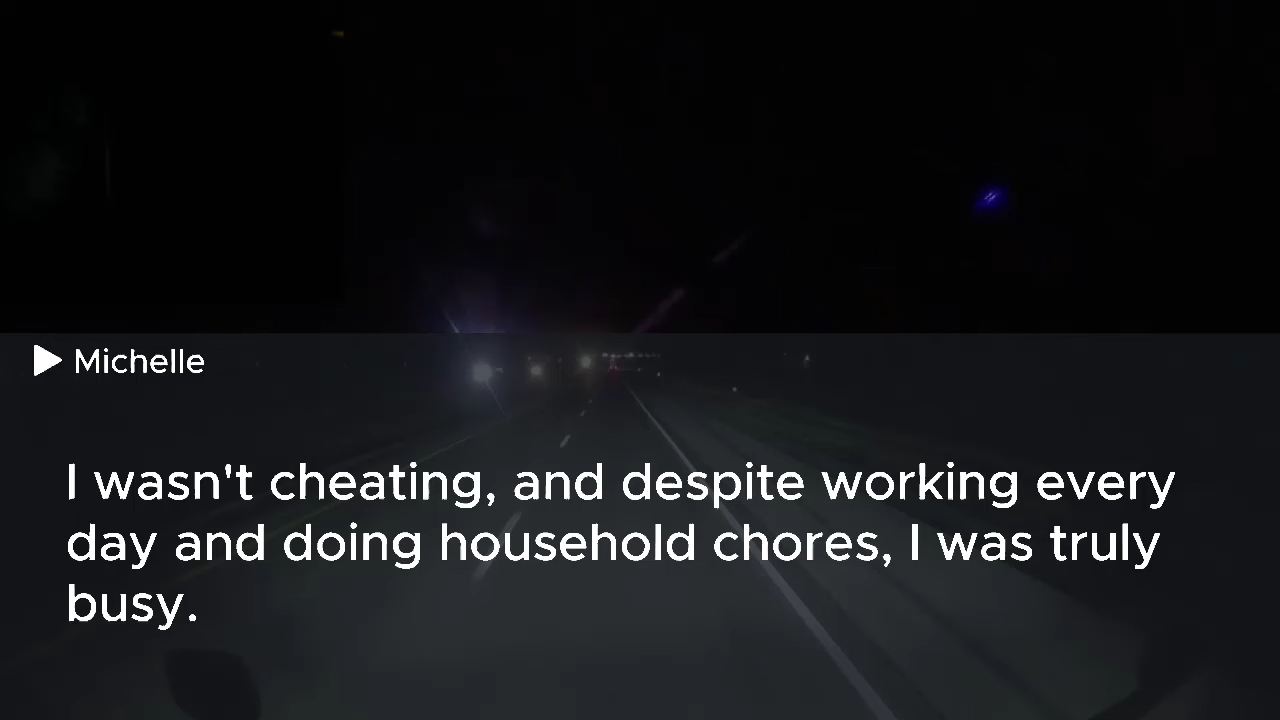 Michelle
I wasn't cheating, and despite working every
day and doing household chores, I was truly
busy.